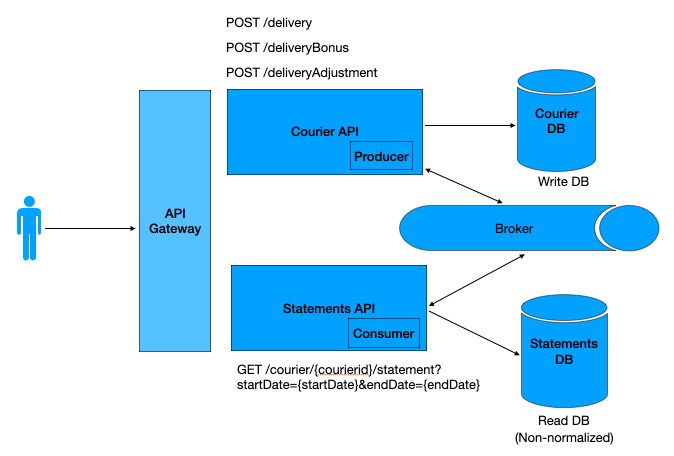 POST /delivery
POST /deliveryBonus
POST /deliveryAdjustment
Courier API
Producer
Courier
DB
Write DB
API
Gateway
Broker
Statements API
Consumer
Statements
DB
GET /courier/{courierid}/statement?
startDate={startDate}&endDate={endDate}
Read DB
(Non-normalized)